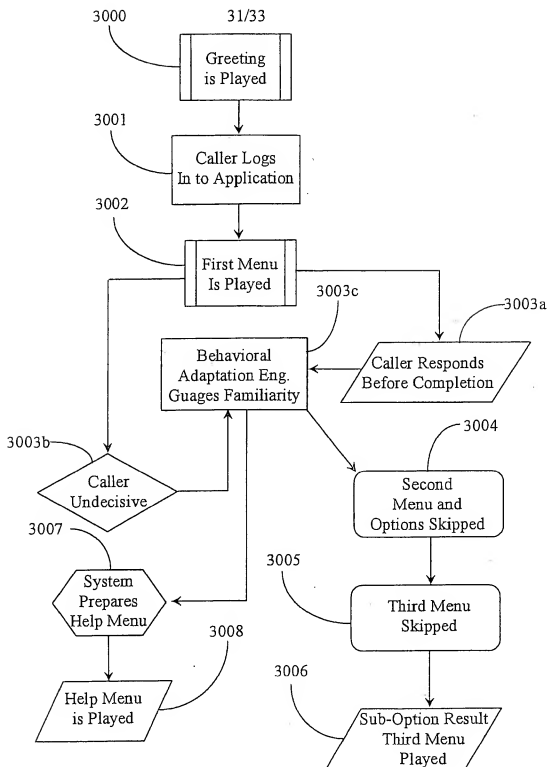 3000
31/33
Greeting
is Played
3001
Caller Logs
In to Application
3002
First Menu
Is Played
3003c
3003a
Behavioral
Adaptation Eng.
Guages Familiarity
Caller Responds
Before Completion
3003b
Caller
Undecisive
3004
Second
Menu and
Options Skipped
3007
System
Prepares
Help Menu
3005
Third Menu
Skipped
3008
Help Menu
is Played
3006
Sub-Option Result
Third Menu
Played